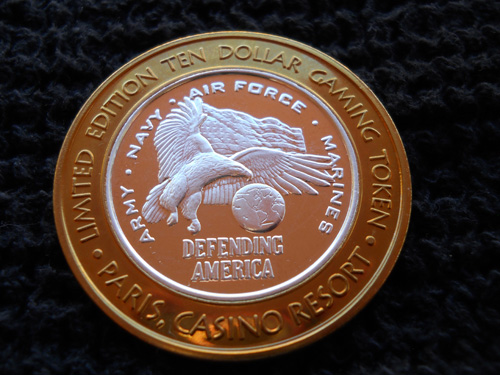 LIMITED EDITION TEN DOLLAR GAMING TOKEN
• PARIS, CASINO RESORT •
ARMY • NAVY • AIR FORCE • MARINES
DEFENDING
AMERICA